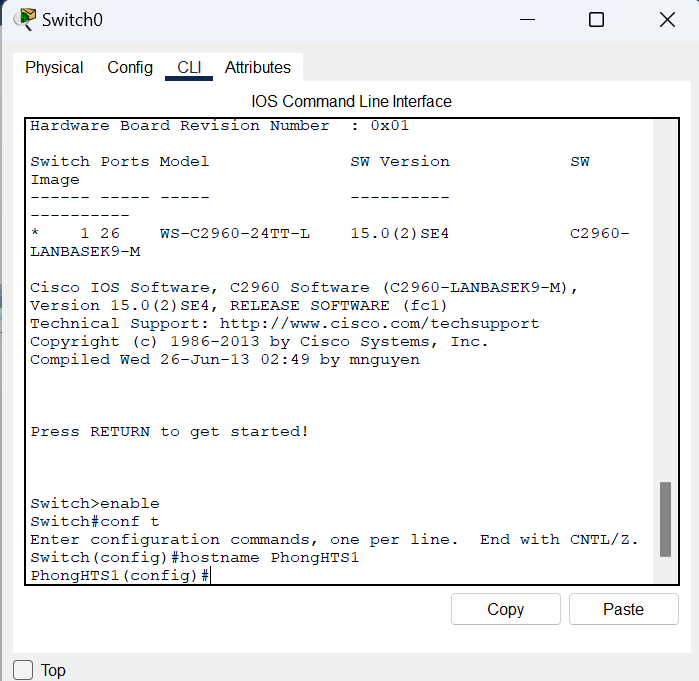 Switch0
Physical Config CLI Attributes
IOS Command Line Interface
Hardware Board Revision Number  : 0x01
Switch Ports Model              SW Version            SW
Image
------ ----- -----              ----------
----------
*    1 26    WS-C2960-24TT-L    15.0(2)SE4            C2960-
LANBASEK9-M
Cisco IOS Software, C2960 Software (C2960-LANBASEK9-M),
Version 15.0(2)SE4, RELEASE SOFTWARE (fc1)
Technical Support: http://www.cisco.com/techsupport
Copyright (c) 1986-2013 by Cisco Systems, Inc.
Compiled Wed 26-Jun-13 02:49 by mnguyen
Press RETURN to get started!
Switch>enable
Switch#conf t
Enter configuration commands, one per line.  End with CNTL/Z.
Switch(config)#hostname PhongHTS1
PhongHTS1(config)#
Copy Paste
Top